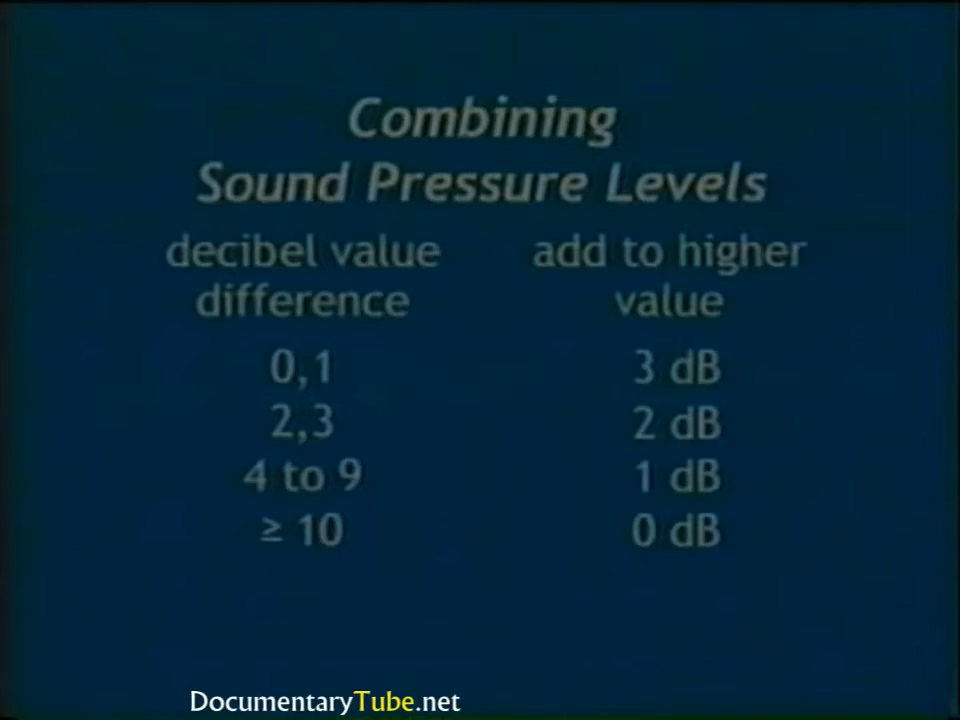 Combining
Sound Pressure Levels
decibel value add to higher
difference value
0,1 3 dB
2,3 2 dB
4 to 9 1 dB
≥ 10 0 dB
DocumentaryTube.net